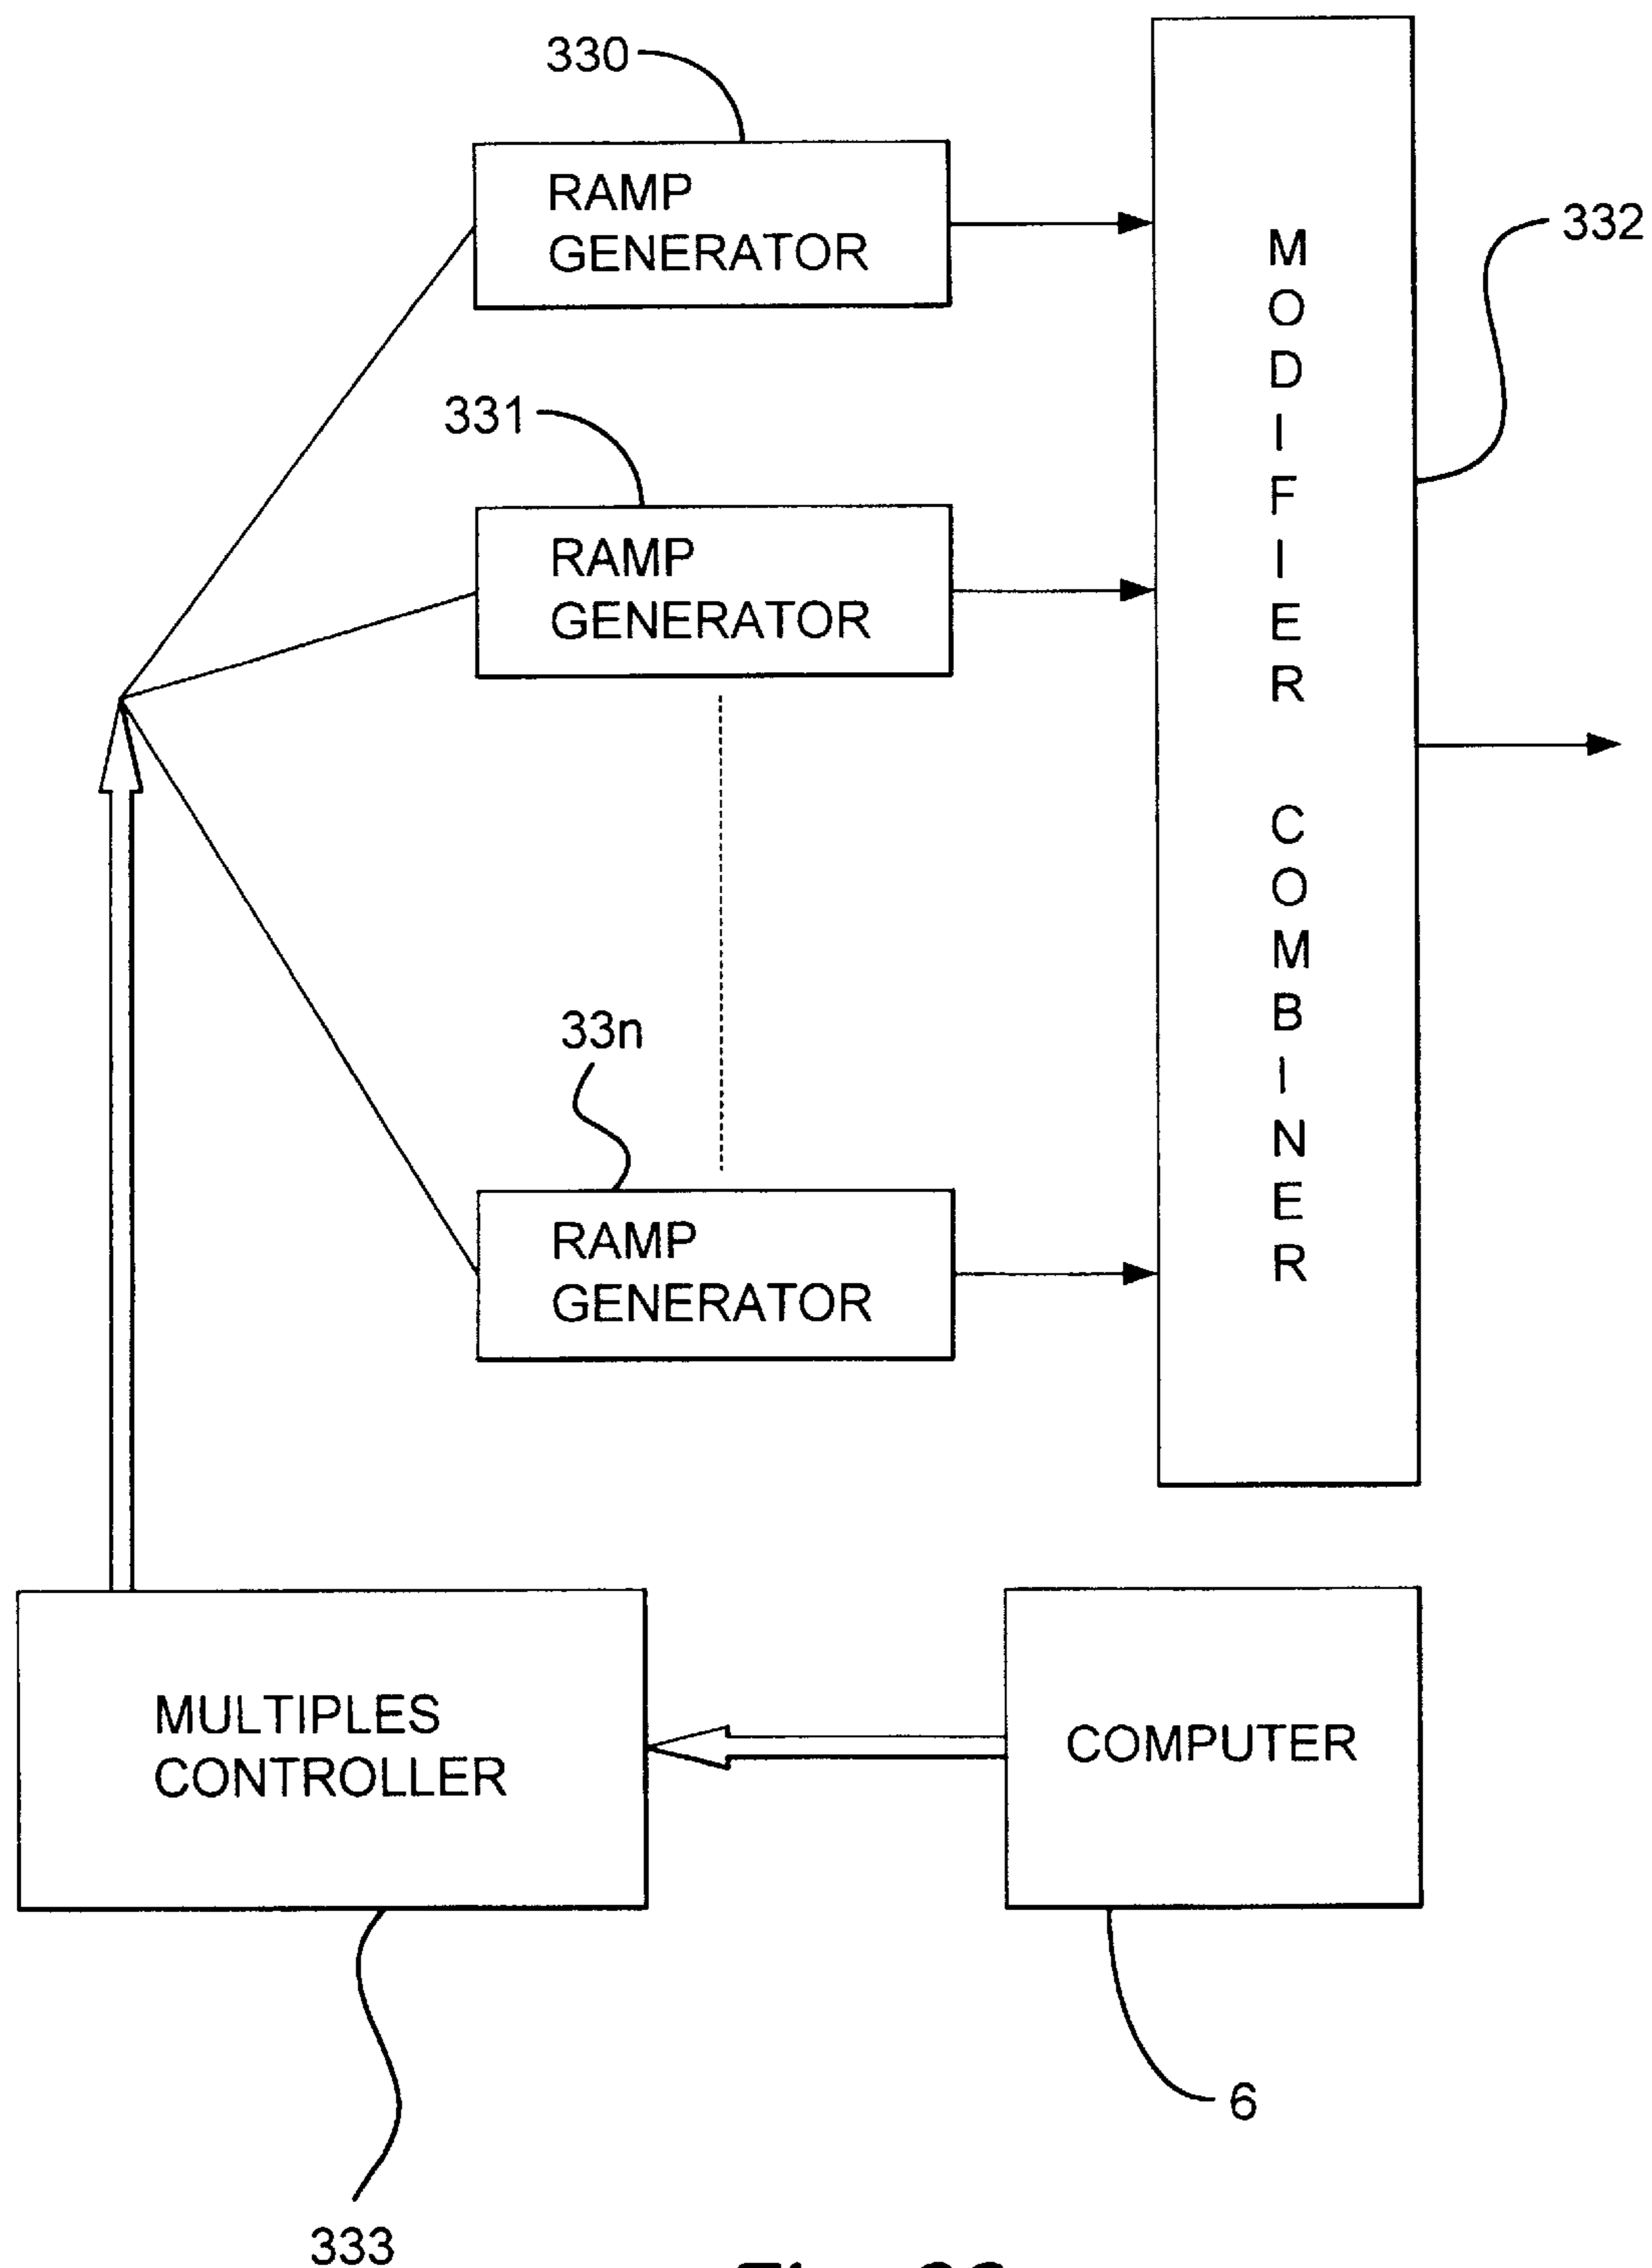 330
RAMP
GENERATOR
332
331
RAMP
GENERATOR
MODIFIER COMBINER
33n
RAMP
GENERATOR
MULTIPLES
CONTROLLER
COMPUTER
6
333